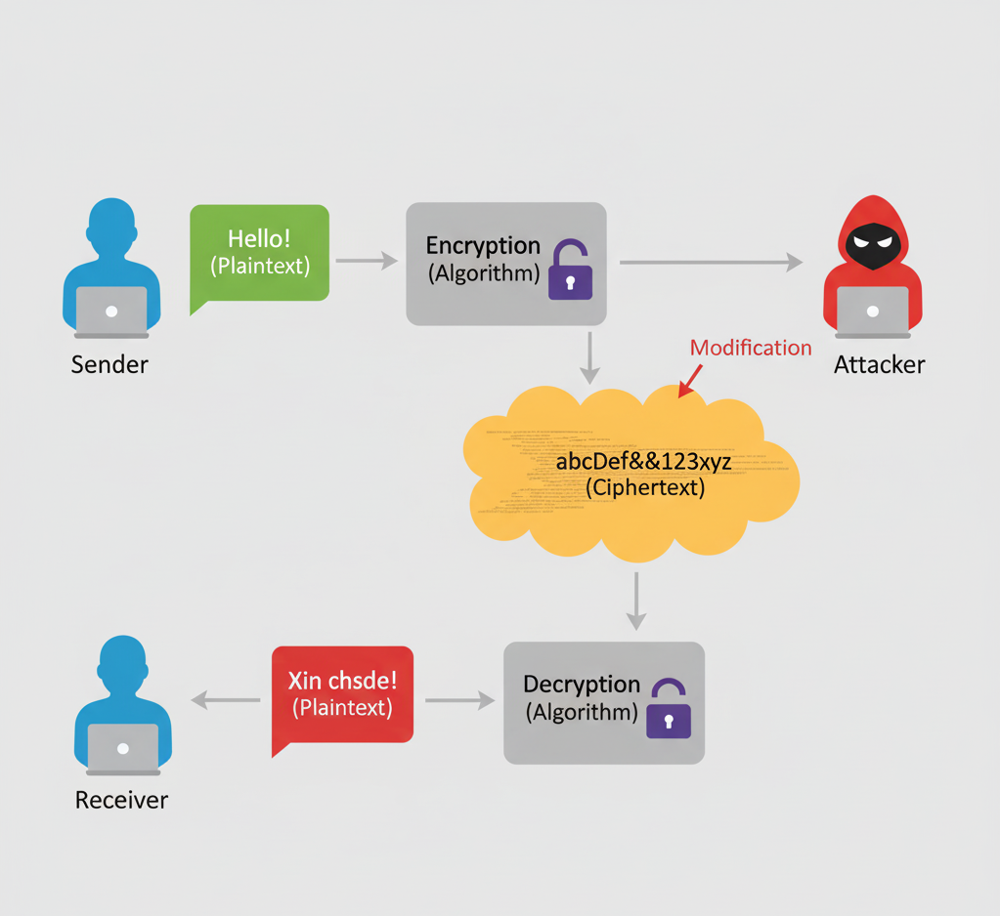 Hello!
(Plaintext)
Encryption
(Algorithm)
Sender
Modification
Attacker
abcDef&&123xyz
(Ciphertext)
Xin chsde!
(Plaintext)
Decryption
(Algorithm)
Receiver